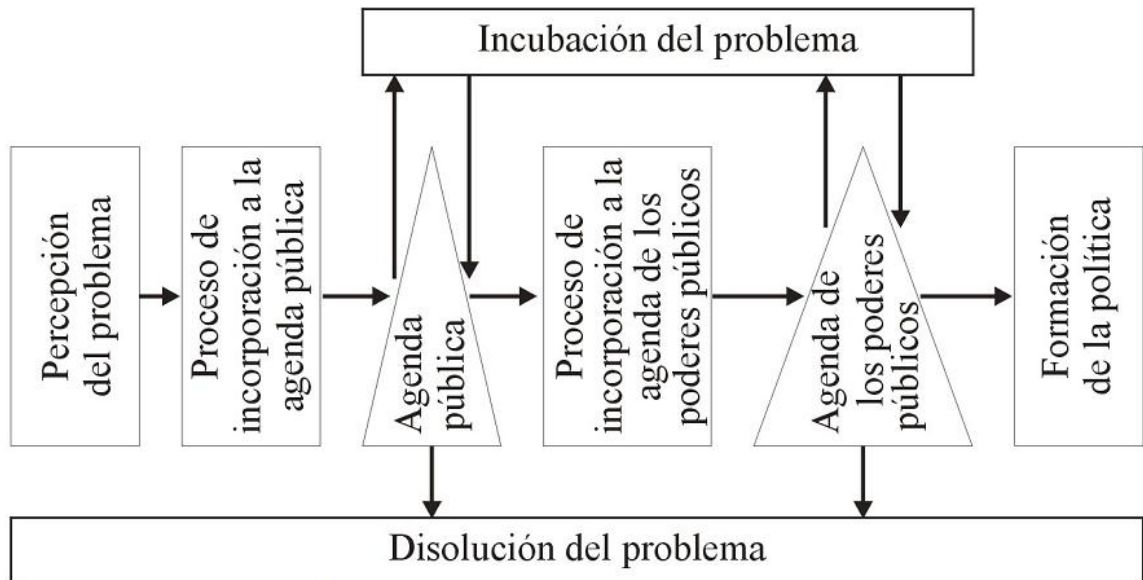 Incubación del problema
Percepción
del problema
Proceso de
incorporación a la
agenda pública
Agenda
pública
Proceso de
incorporación a la
agenda de los
poderes públicos
Agenda de
los poderes
públicos
Formación
de la política
Disolución del problema